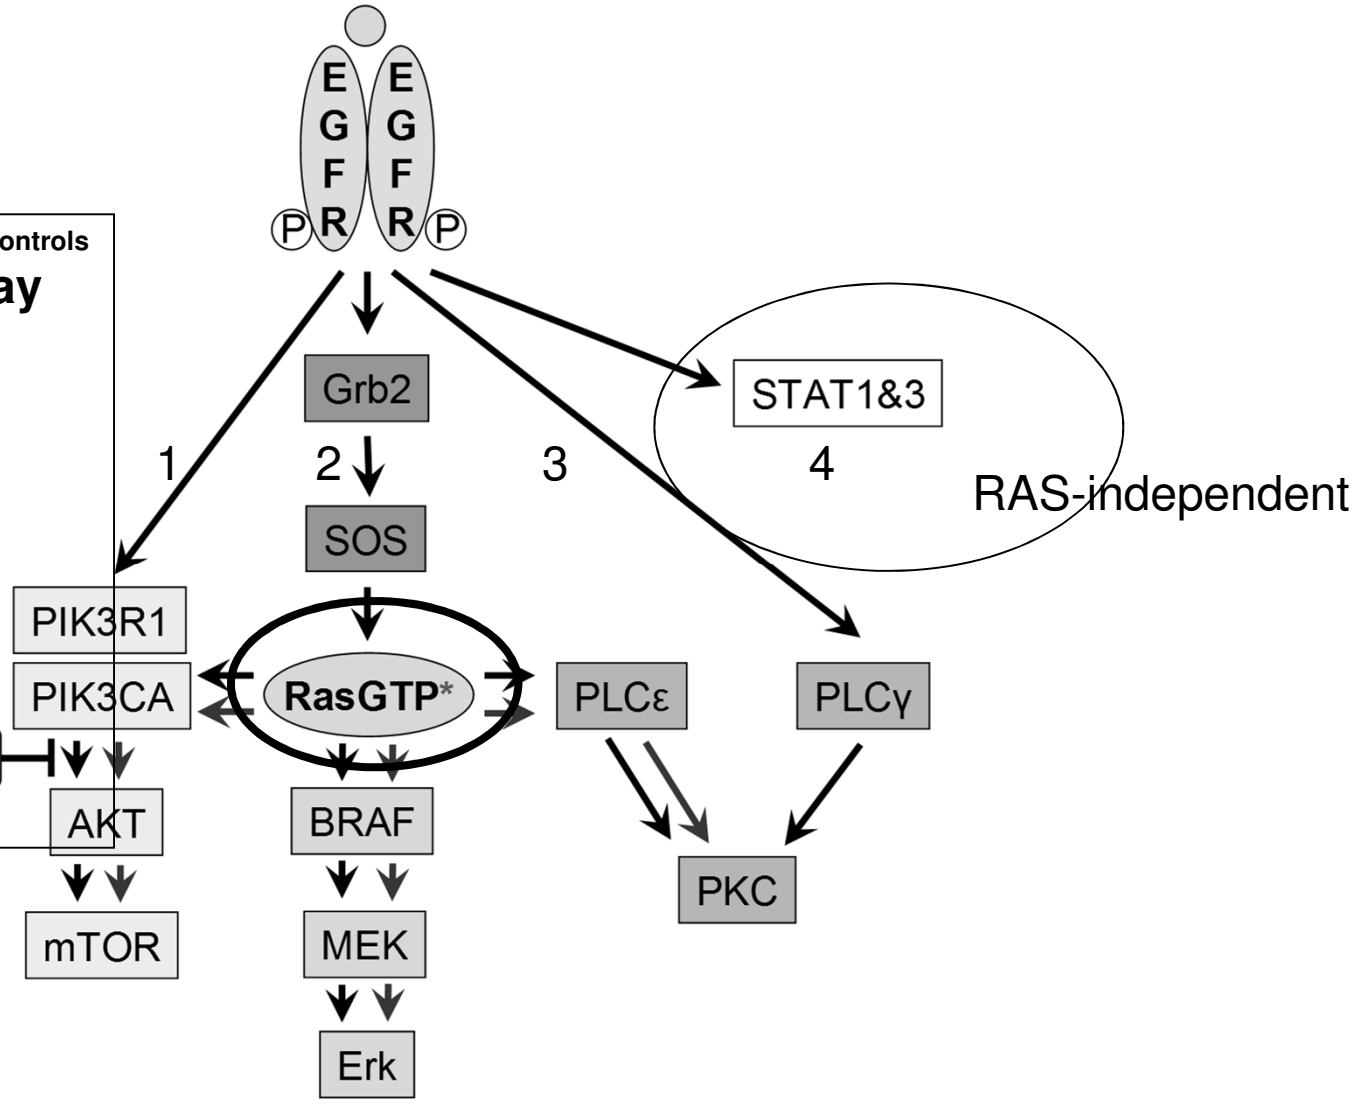 E E
G G
F F
R R
P P
ontrols
ay
Grb2
STAT1&3
1 2 3 4
RAS-independent
SOS
PIK3R1
PIK3CA
RasGTP*
PLCε
PLCγ
AKT
BRAF
PKC
mTOR
MEK
Erk